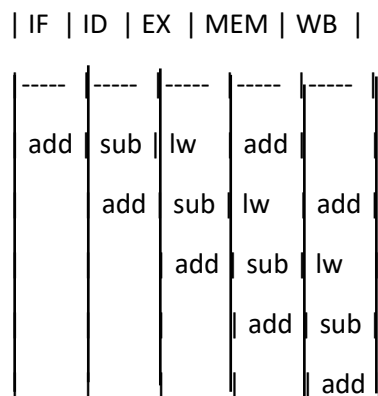 | IF | ID | EX | MEM | WB |
|----- |----- |----- |----- |----- |
| add | sub | lw | add |
| add | sub | lw | add |
| add | sub | lw
| add | sub |
| add |